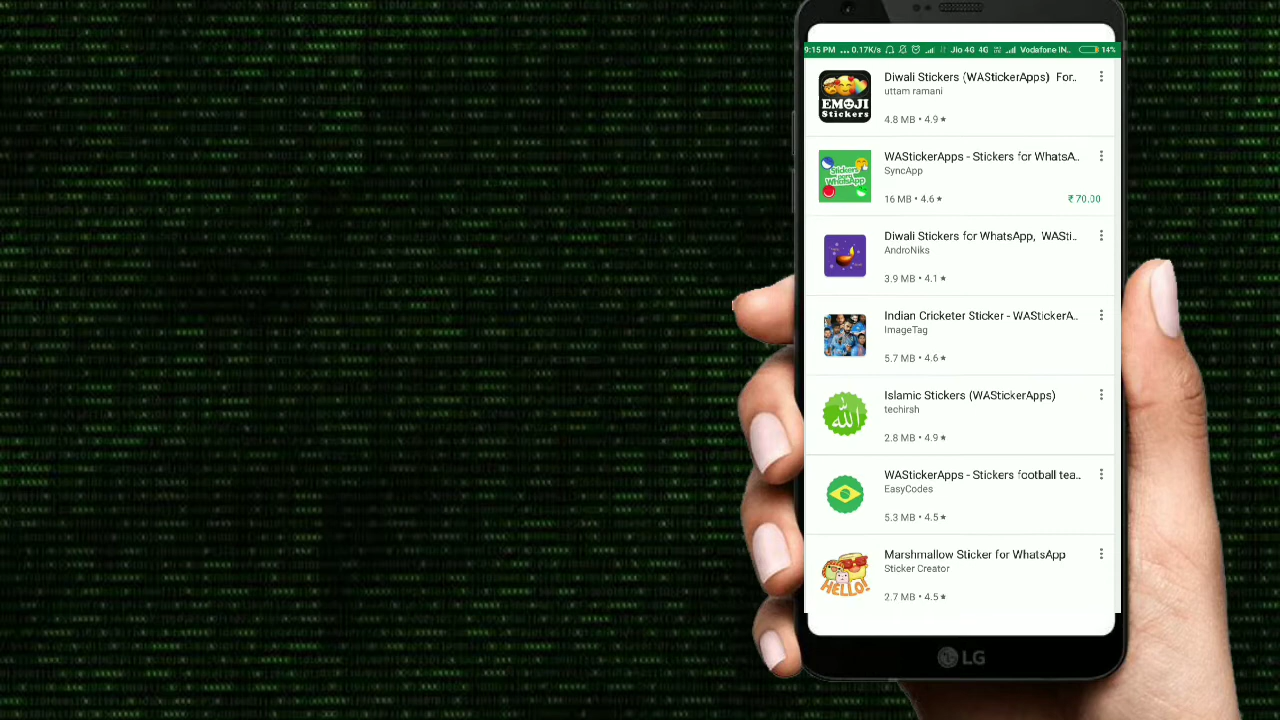 9:15 PM ... 0.17K/s Jio 4G 4G Vodafone IN... 14%
Diwali Stickers (WAStickerApps) For..
uttam ramani
EMOJI
Stickers
4.8 MB • 4.9 ★
WAStickerApps - Stickers for WhatsA..
SyncApp
Stickers
para
WhatsApp
16 MB • 4.6 ★
₹ 70.00
Diwali Stickers for WhatsApp, WASti..
AndroNiks
3.9 MB • 4.1 ★
Indian Cricketer Sticker - WAStickerA..
ImageTag
5.7 MB • 4.6 ★
Islamic Stickers (WAStickerApps)
techirsh
الله
2.8 MB • 4.9 ★
WAStickerApps - Stickers football tea..
EasyCodes
5.3 MB • 4.5 ★
Marshmallow Sticker for WhatsApp
Sticker Creator
HELLO!
2.7 MB • 4.5 ★
LG